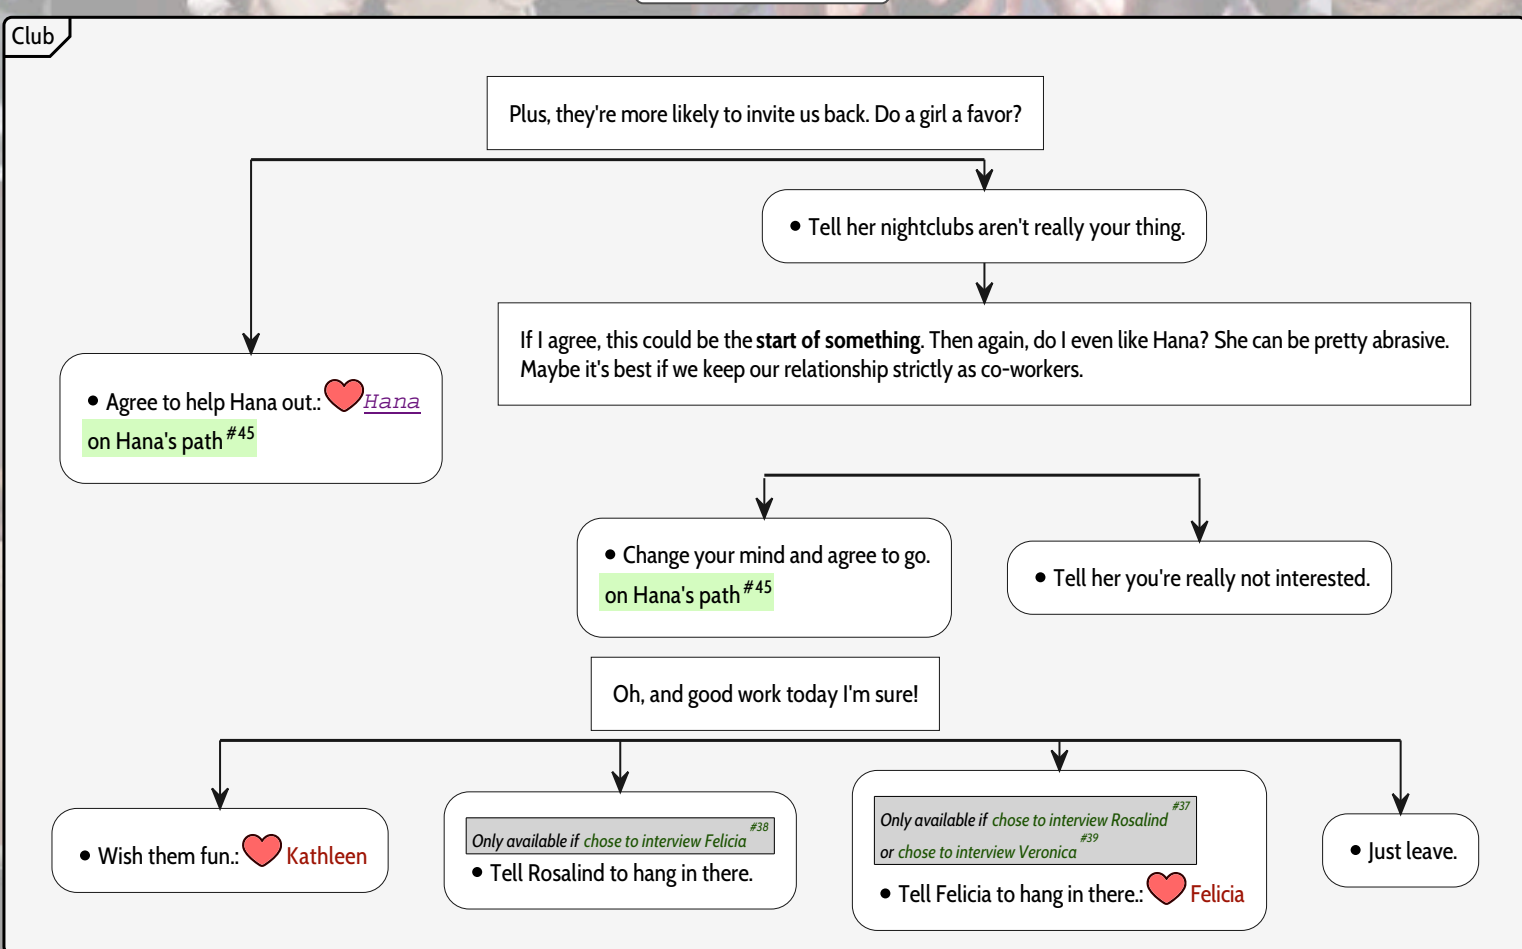 Club
Plus, they're more likely to invite us back. Do a girl a favor?
• Tell her nightclubs aren't really your thing.
If I agree, this could be the start of something. Then again, do I even like Hana? She can be pretty abrasive.
Maybe it's best if we keep our relationship strictly as co-workers.
• Agree to help Hana out.: Hana
on Hana's path #45
• Change your mind and agree to go.
on Hana's path #45
• Tell her you're really not interested.
Oh, and good work today I'm sure!
• Wish them fun.: Kathleen
Only available if chose to interview Felicia #38
• Tell Rosalind to hang in there.
Only available if chose to interview Rosalind #37
or chose to interview Veronica #39
• Tell Felicia to hang in there.: Felicia
• Just leave.